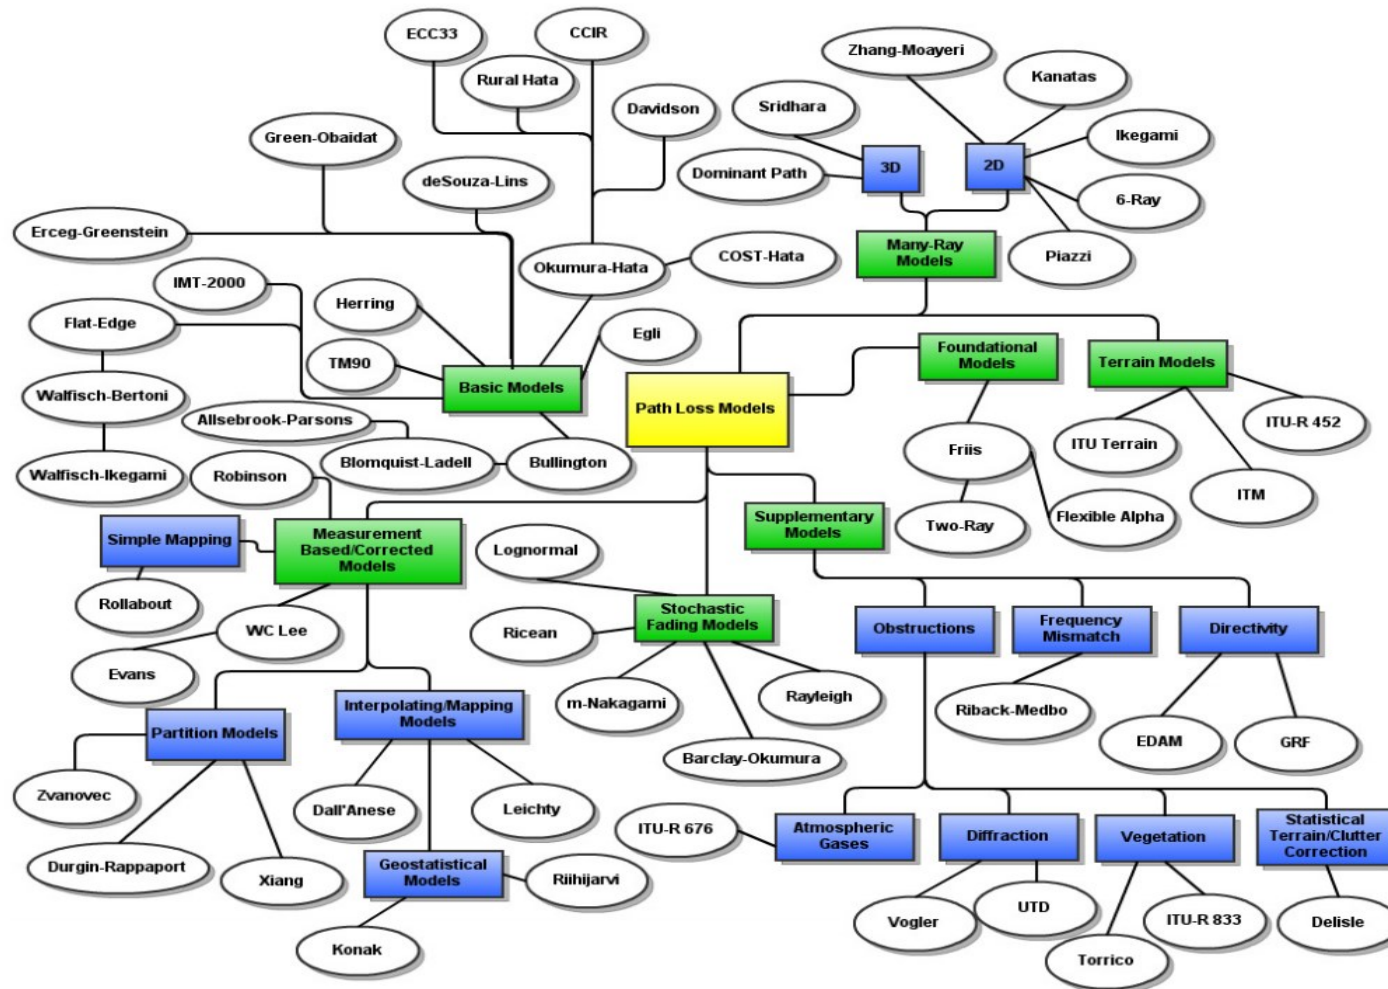 ECC33
CCIR
Zhang-Moayeri
Kanatas
Rural Hata
Davidson
Sridhara
Ikegami
Green-Obaidat
3D
2D
deSouza-Lins
Dominant Path
6-Ray
Erceg-Greenstein
Many-Ray
Models
Okumura-Hata
COST-Hata
Piazzi
IMT-2000
Herring
Flat-Edge
Egli
Foundational
Models
Terrain Models
TM90
Basic Models
Walfisch-Bertoni
Path Loss Models
Allsebrook-Parsons
ITU-R 452
ITU Terrain
Friis
Walfisch-Ikegami
Robinson
Blomquist-Ladell
Bullington
ITM
Two-Ray
Flexible Alpha
Simple Mapping
Measurement
Based/Corrected
Models
Supplementary
Models
Lognormal
Rollabout
WC Lee
Stochastic
Fading Models
Ricean
Obstructions
Frequency
Mismatch
Directivity
Evans
m-Nakagami
Rayleigh
Riback-Medbo
Partition Models
Interpolating/Mapping
Models
EDAM
GRF
Barclay-Okumura
Zvanovec
Dall'Anese
Leichty
ITU-R 676
Atmospheric
Gases
Diffraction
Vegetation
Statistical
Terrain/Clutter
Correction
Durgin-Rappaport
Xiang
Geostatistical
Models
Riihijarvi
Vogler
UTD
ITU-R 833
Delisle
Konak
Torrico